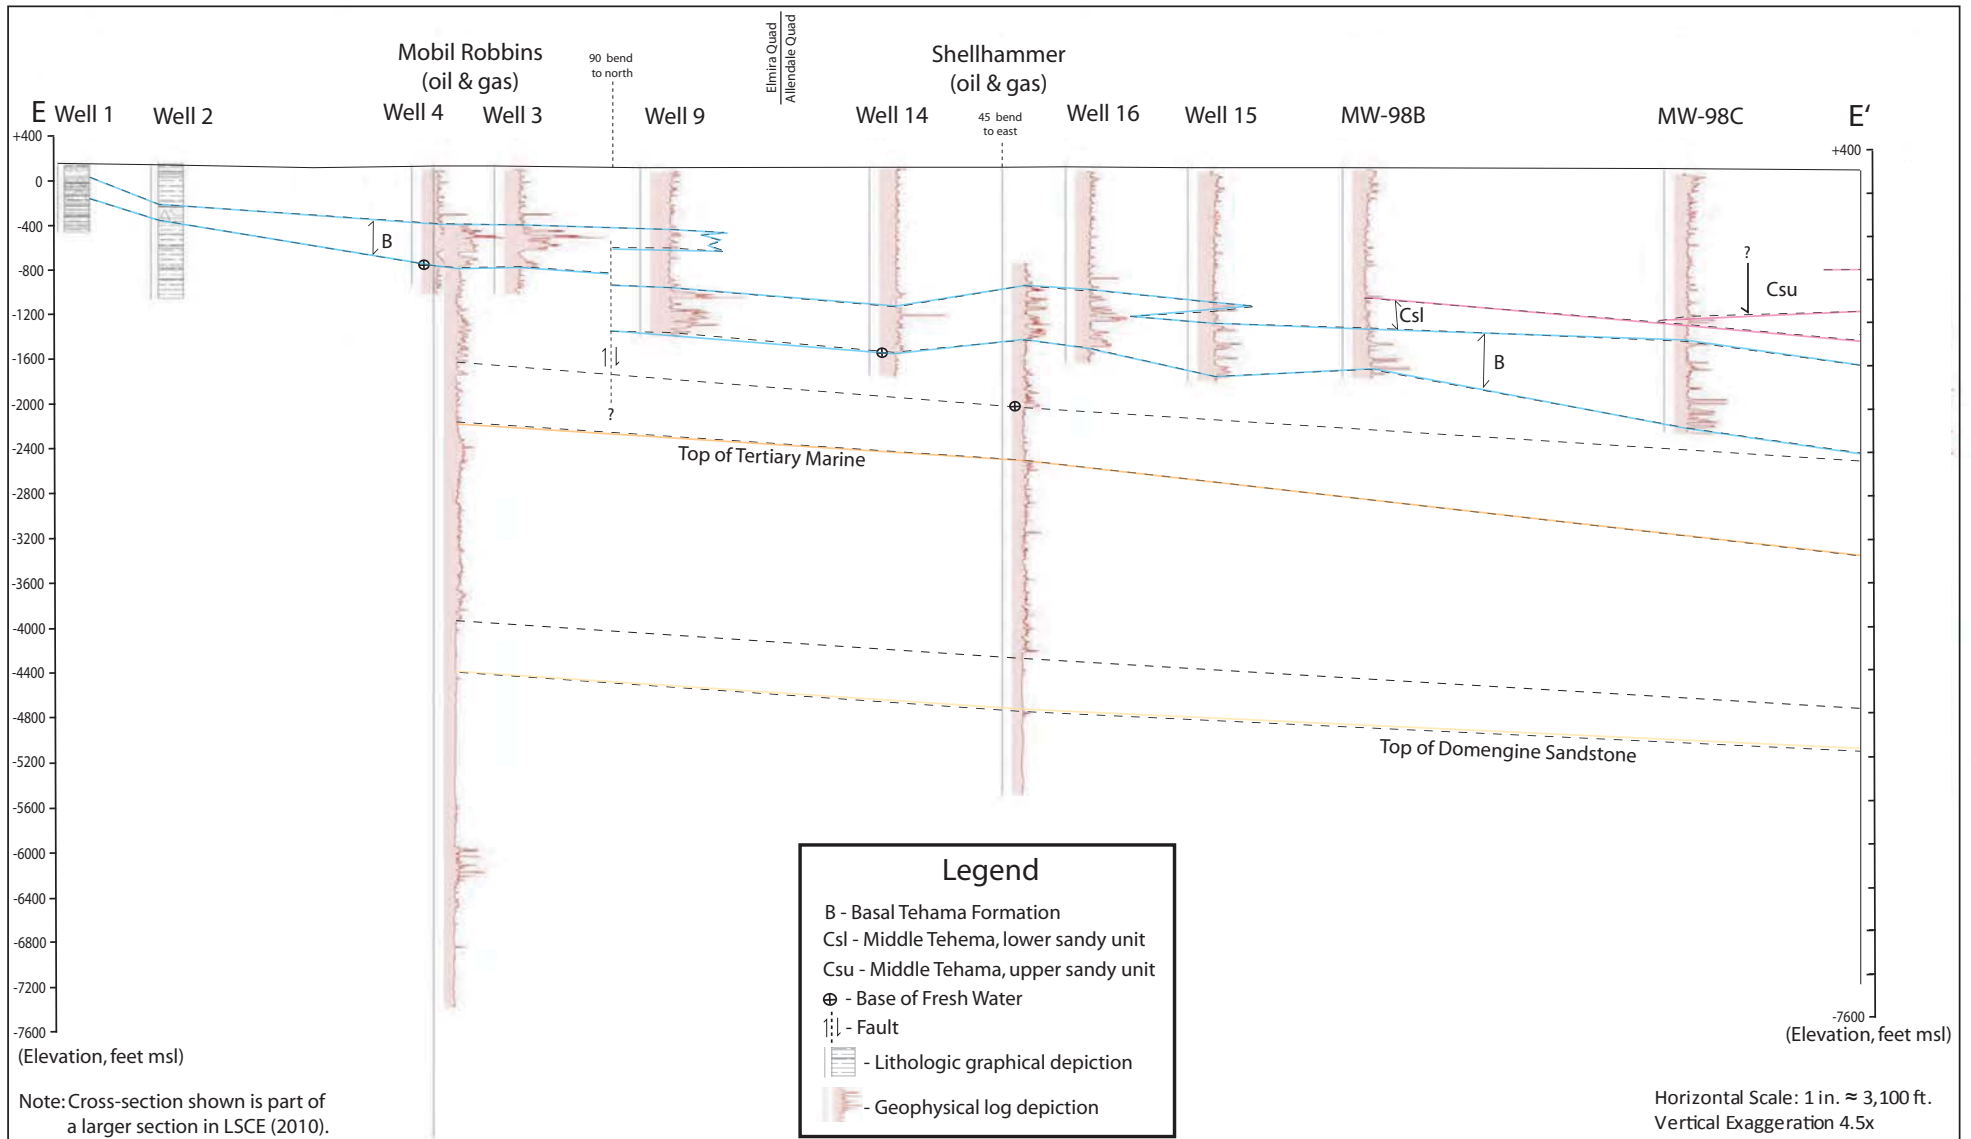 Elmira Quad
Allendale Quad
Mobil Robbins
(oil & gas)
90 bend
to north
Shellhammer
(oil & gas)
45 bend
to east
E
Well 1
Well 2
Well 4
Well 3
Well 9
Well 14
Well 16
Well 15
MW-98B
MW-98C
E'
+400
0
-400
-800
-1200
-1600
-2000
-2400
-2800
-3200
-3600
-4000
-4400
-4800
-5200
-5600
-6000
-6400
-6800
-7200
-7600
(Elevation, feet msl)
+400
-7600
(Elevation, feet msl)
B
?
Csl
B
?
Csu
Top of Tertiary Marine
Top of Domengine Sandstone
Legend
B - Basal Tehama Formation
Csl - Middle Tehema, lower sandy unit
Csu - Middle Tehama, upper sandy unit
⊕ - Base of Fresh Water
- Fault
- Lithologic graphical depiction
- Geophysical log depiction
Note: Cross-section shown is part of
a larger section in LSCE (2010).
Horizontal Scale: 1 in. ≈ 3,100 ft.
Vertical Exaggeration 4.5x